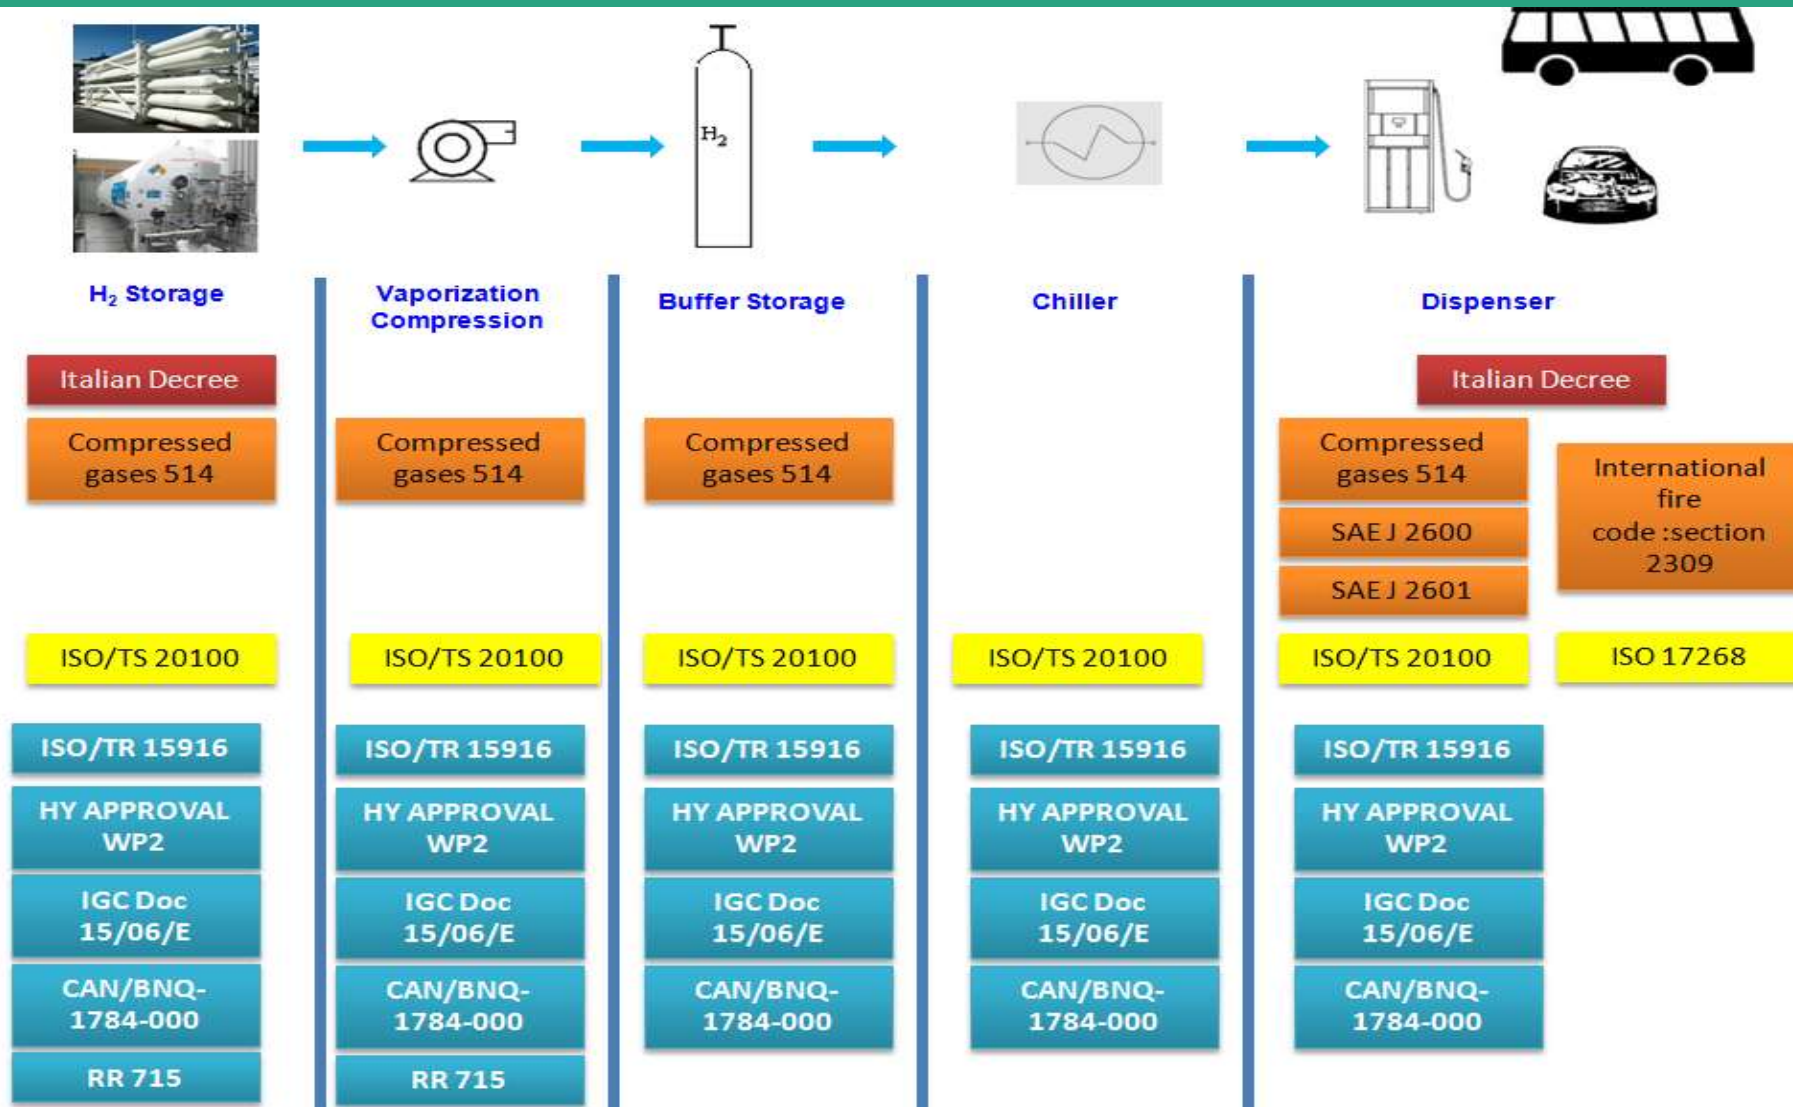 H₂
H₂ Storage
Vaporization
Compression
Buffer Storage
Chiller
Dispenser
Italian Decree
Italian Decree
Compressed
gases 514
Compressed
gases 514
Compressed
gases 514
Compressed
gases 514
International
fire
code :section
2309
SAE J 2600
SAE J 2601
ISO/TS 20100
ISO/TS 20100
ISO/TS 20100
ISO/TS 20100
ISO/TS 20100
ISO 17268
ISO/TR 15916
ISO/TR 15916
ISO/TR 15916
ISO/TR 15916
ISO/TR 15916
HY APPROVAL
WP2
HY APPROVAL
WP2
HY APPROVAL
WP2
HY APPROVAL
WP2
HY APPROVAL
WP2
IGC Doc
15/06/E
IGC Doc
15/06/E
IGC Doc
15/06/E
IGC Doc
15/06/E
IGC Doc
15/06/E
CAN/BNQ-
1784-000
CAN/BNQ-
1784-000
CAN/BNQ-
1784-000
CAN/BNQ-
1784-000
CAN/BNQ-
1784-000
RR 715
RR 715